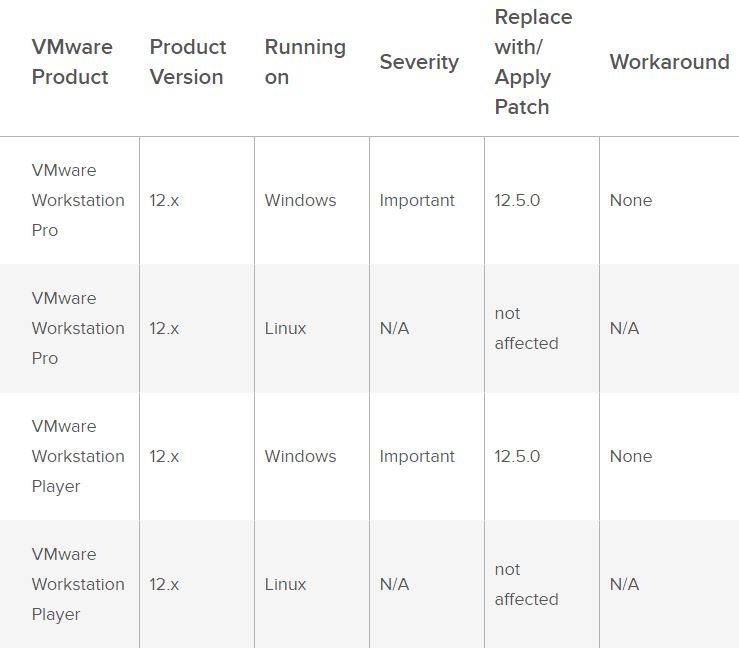 VMware Product
Product Version
Running on
Severity
Replace with/ Apply Patch
Workaround
VMware Workstation Pro
12.x
Windows
Important
12.5.0
None
VMware Workstation Pro
12.x
Linux
N/A
not affected
N/A
VMware Workstation Player
12.x
Windows
Important
12.5.0
None
VMware Workstation Player
12.x
Linux
N/A
not affected
N/A